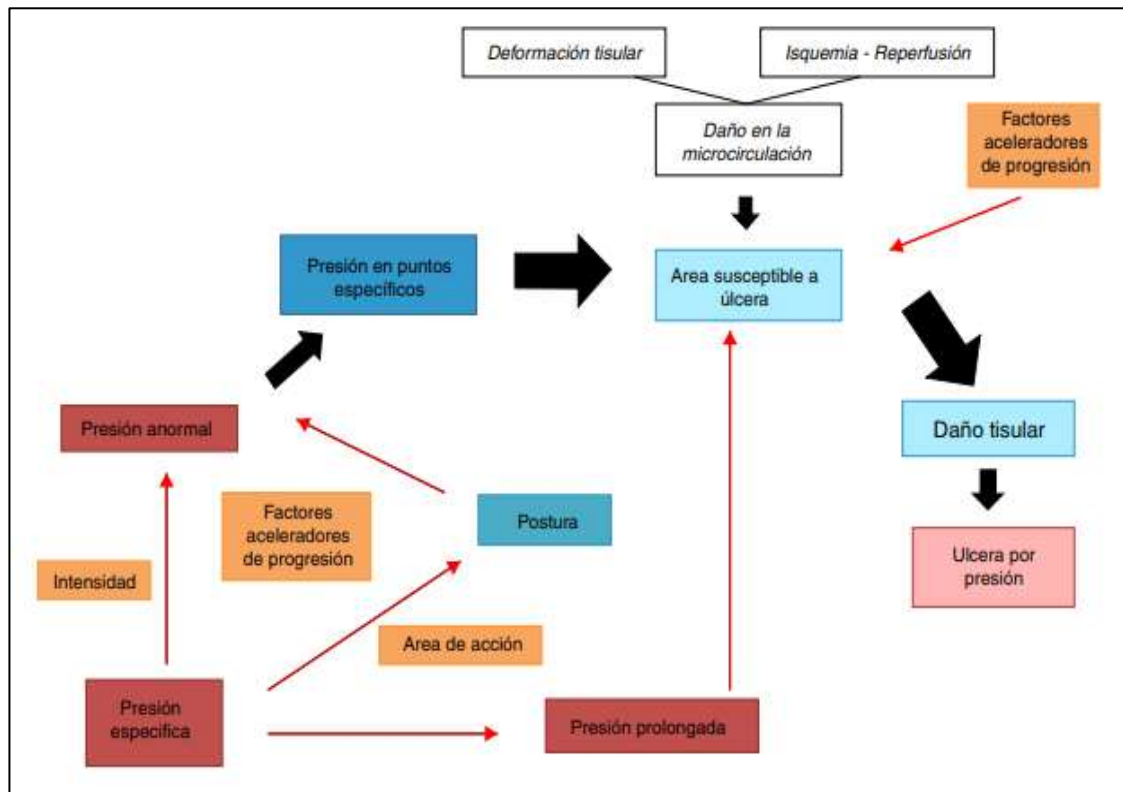 Deformación tisular
Isquemia - Reperfusión
Daño en la
microcirculación
Factores
aceleradores
de progresión
Presión en puntos
específicos
Area susceptible a
úlcera
Presión anormal
Daño tisular
Factores
aceleradores
de progresión
Postura
Intensidad
Ulcera por
presión
Area de acción
Presión
especifica
Presión prolongada